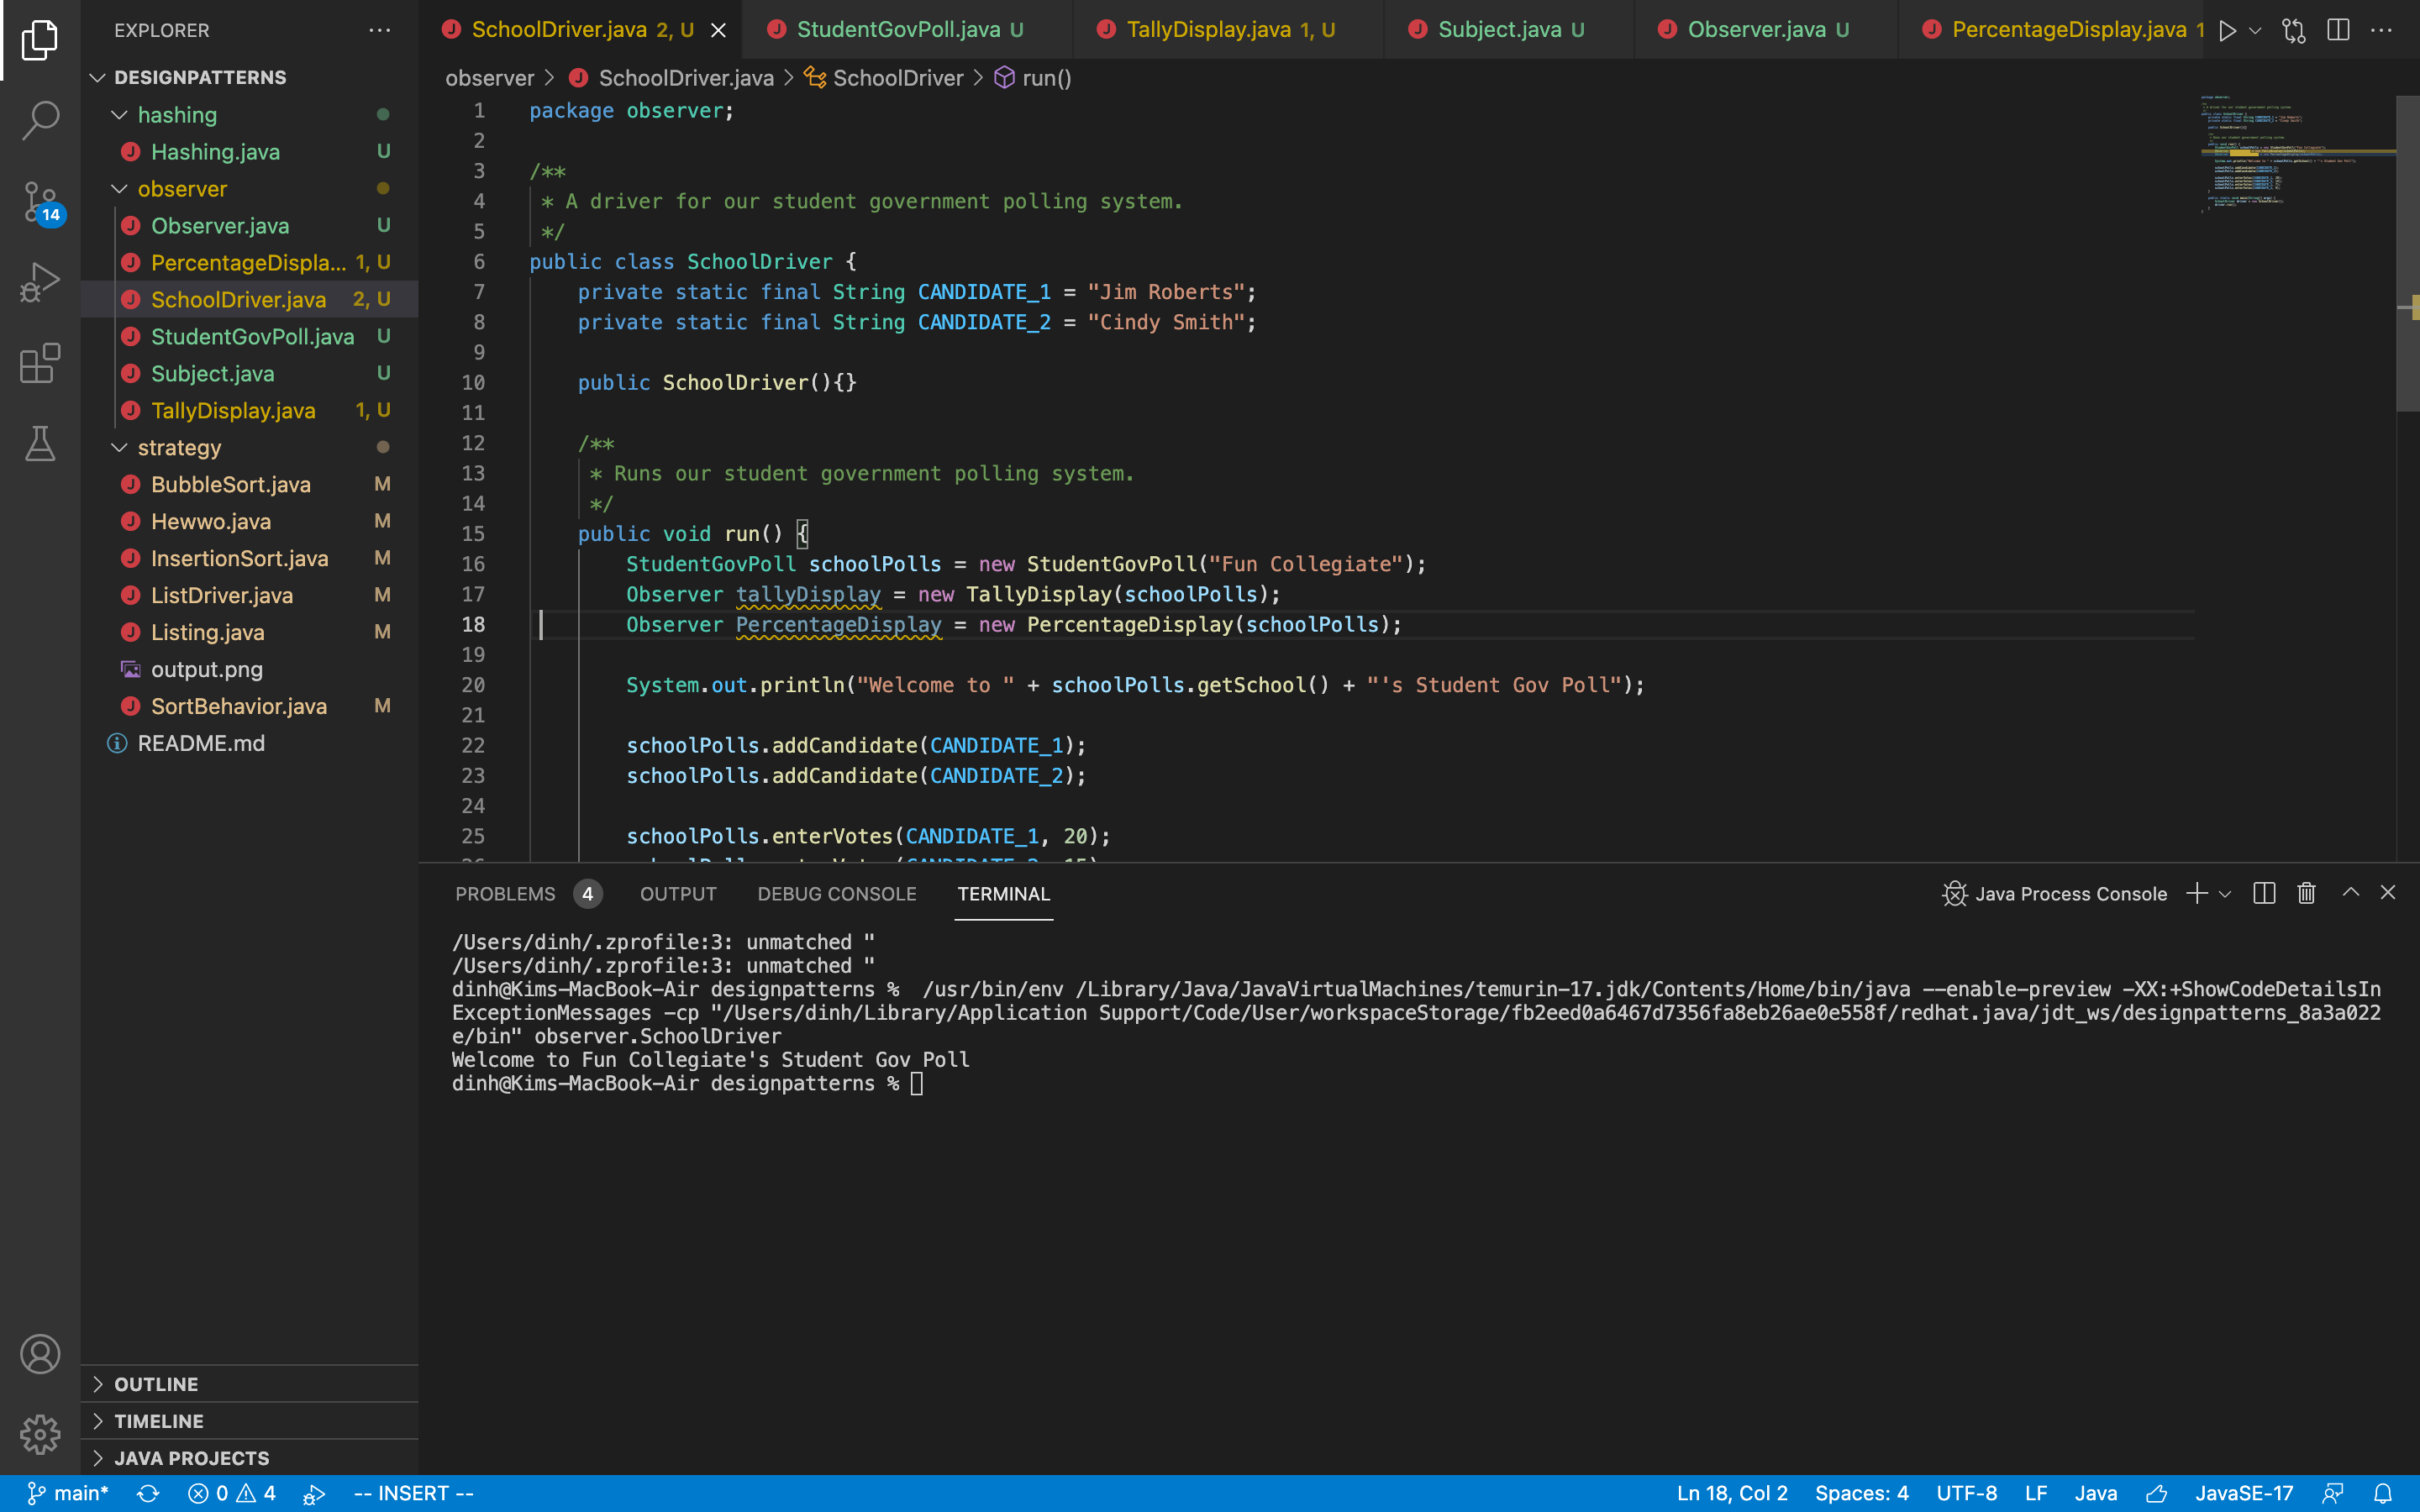 EXPLORER
DESIGNPATTERNS
hashing
Hashing.java U
observer
Observer.java U
PercentageDispla... 1, U
SchoolDriver.java 2, U
StudentGovPoll.java U
Subject.java U
TallyDisplay.java 1, U
strategy
BubbleSort.java M
Hewwo.java M
InsertionSort.java M
ListDriver.java M
Listing.java M
output.png
SortBehavior.java M
README.md
14
OUTLINE
TIMELINE
JAVA PROJECTS
SchoolDriver.java 2, U StudentGovPoll.java U TallyDisplay.java 1, U Subject.java U Observer.java U PercentageDisplay.java 1
observer > SchoolDriver.java > SchoolDriver > run()
1 package observer;
2
3 /**
4 * A driver for our student government polling system.
5 */
6 public class SchoolDriver {
7 private static final String CANDIDATE_1 = "Jim Roberts";
8 private static final String CANDIDATE_2 = "Cindy Smith";
9
10 public SchoolDriver(){}
11
12 /**
13 * Runs our student government polling system.
14 */
15 public void run() {
16 StudentGovPoll schoolPolls = new StudentGovPoll("Fun Collegiate");
17 Observer tallyDisplay = new TallyDisplay(schoolPolls);
18 Observer PercentageDisplay = new PercentageDisplay(schoolPolls);
19
20 System.out.println("Welcome to " + schoolPolls.getSchool() + "'s Student Gov Poll");
21
22 schoolPolls.addCandidate(CANDIDATE_1);
23 schoolPolls.addCandidate(CANDIDATE_2);
24
25 schoolPolls.enterVotes(CANDIDATE_1, 20);
PROBLEMS 4 OUTPUT DEBUG CONSOLE TERMINAL Java Process Console
/Users/dinh/.zprofile:3: unmatched "
/Users/dinh/.zprofile:3: unmatched "
dinh@Kims-MacBook-Air designpatterns % /usr/bin/env /Library/Java/JavaVirtualMachines/temurin-17.jdk/Contents/Home/bin/java --enable-preview -XX:+ShowCodeDetailsIn
ExceptionMessages -cp "/Users/dinh/Library/Application Support/Code/User/workspaceStorage/fb2eed0a6467d7356fa8eb26ae0e558f/redhat.java/jdt_ws/designpatterns_8a3a022
e/bin" observer.SchoolDriver
Welcome to Fun Collegiate's Student Gov Poll
dinh@Kims-MacBook-Air designpatterns %
main* 0 4 -- INSERT -- Ln 18, Col 2 Spaces: 4 UTF-8 LF Java JavaSE-17